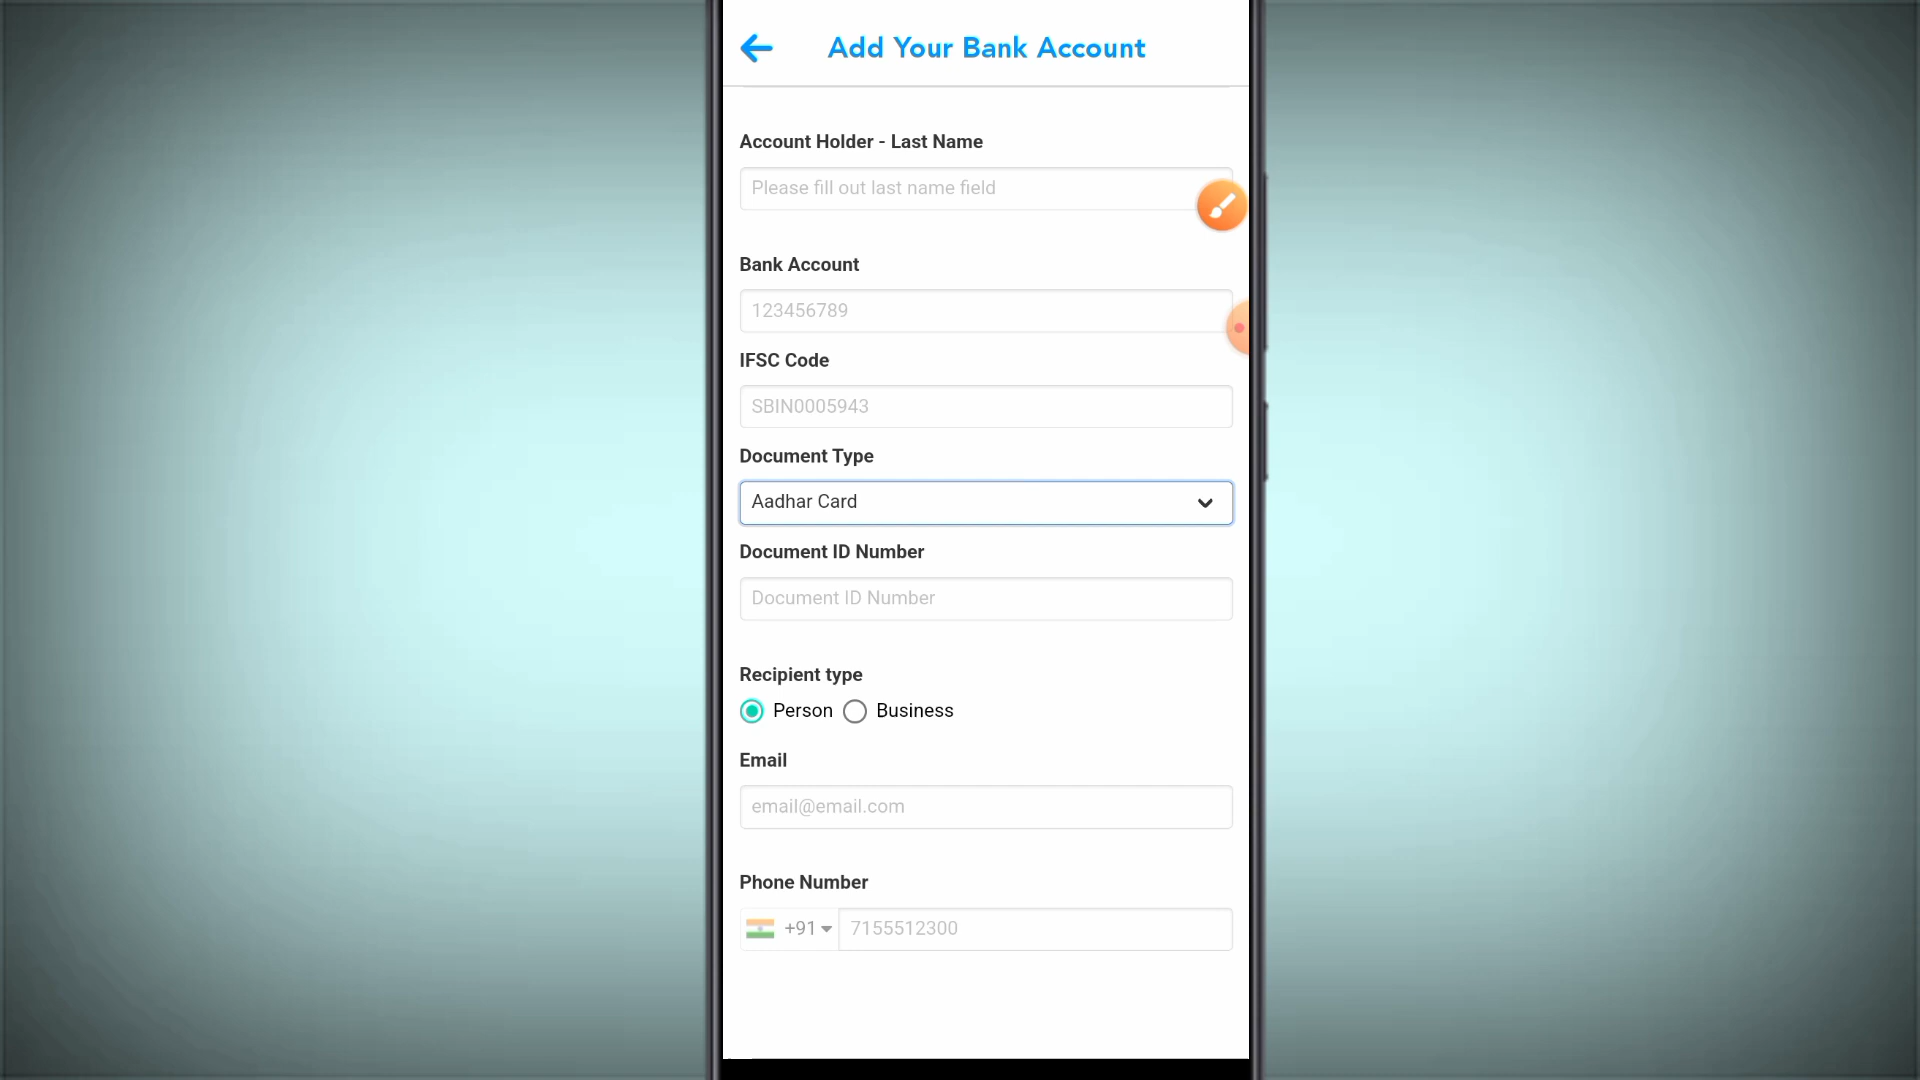 Add Your Bank Account
Account Holder - Last Name
Please fill out last name field
Bank Account
123456789
IFSC Code
SBIN0005943
Document Type
Aadhar Card
Document ID Number
Document ID Number
Recipient type
Person Business
Email
email@email.com
Phone Number
+91 7155512300